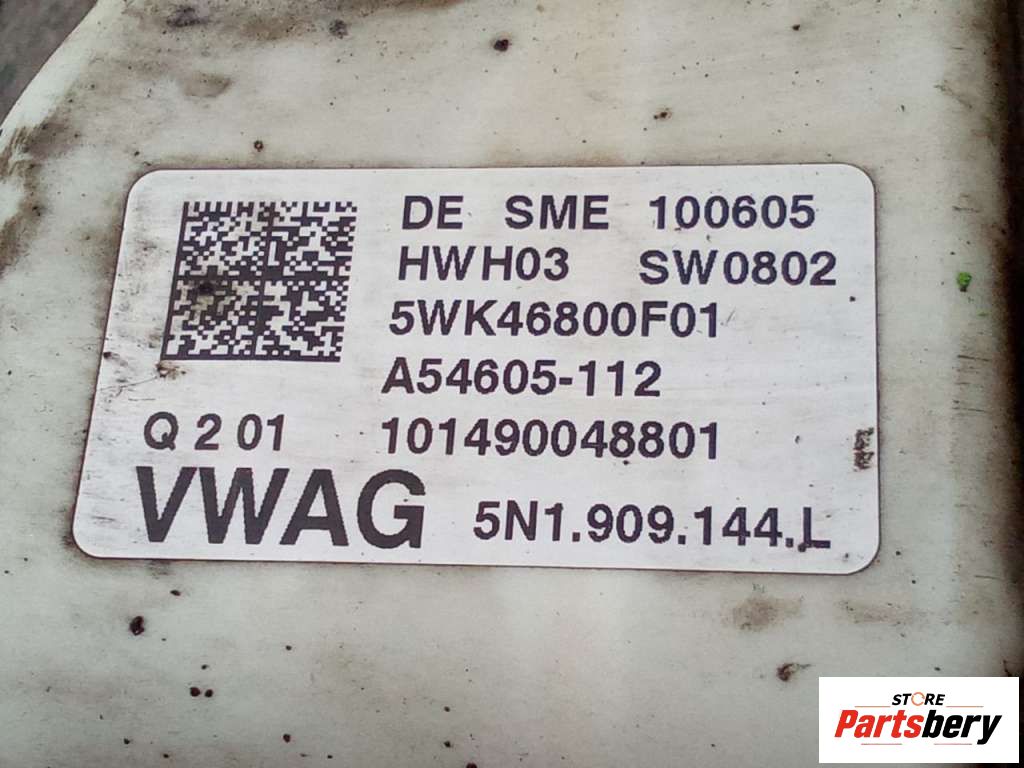 DE SME 100605
HWH03 SW0802
5WK46800F01
A54605-112
Q 2 01 101490048801
VWAG 5N1.909.144.L
STORE
Partsbery